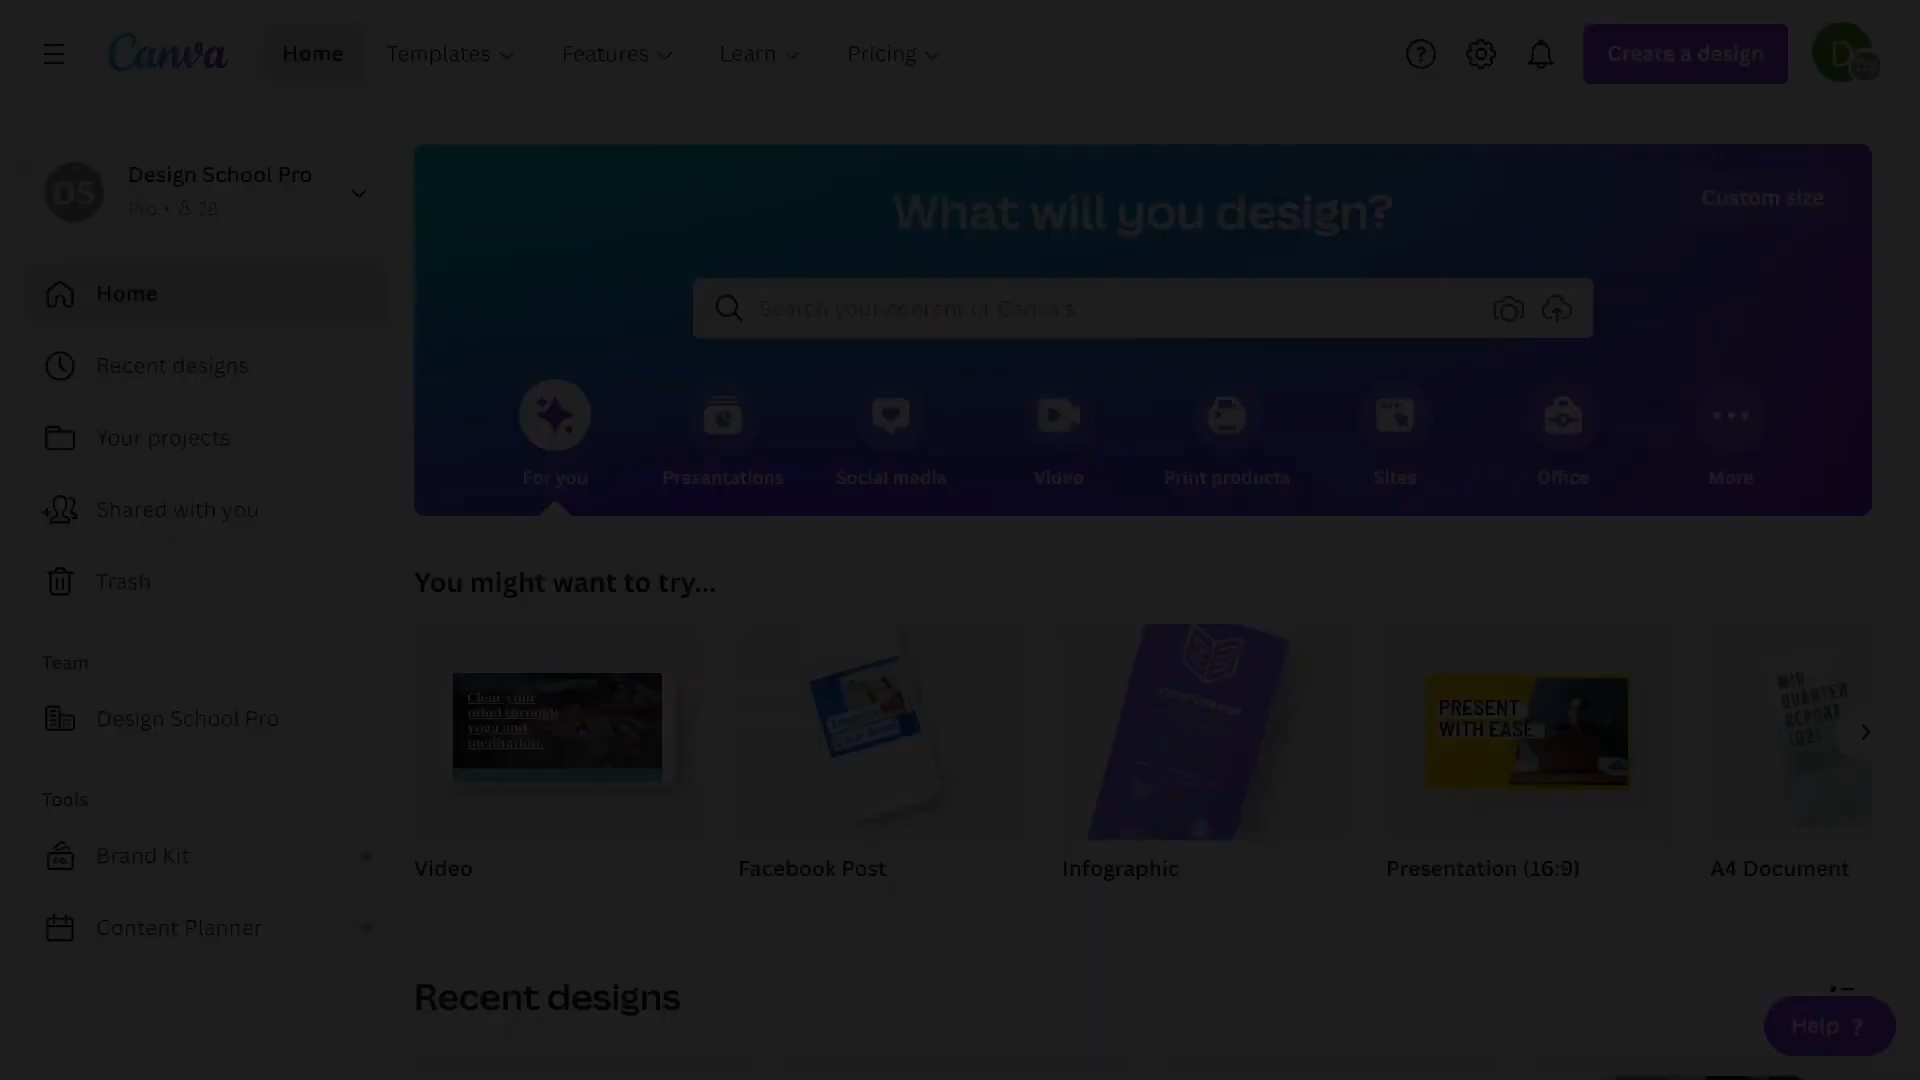 Canva
Home
Templates
Features
Learn
Pricing
?
Create a design
D
DS
Design School Pro
Pro • 28
Home
Recent designs
Your projects
Shared with you
Trash
Team
Design School Pro
Tools
Brand Kit
Content Planner
What will you design?
Custom size
Search your content or Canva's
For you
Presentations
Social media
Video
Print products
Sites
Office
More
You might want to try...
Clear your
mind through
yoga and
meditation.
PRESENT
WITH EASE
MID
QUARTER
REPORT
Video
Facebook Post
Infographic
Presentation (16:9)
A4 Document
Recent designs
Help ?